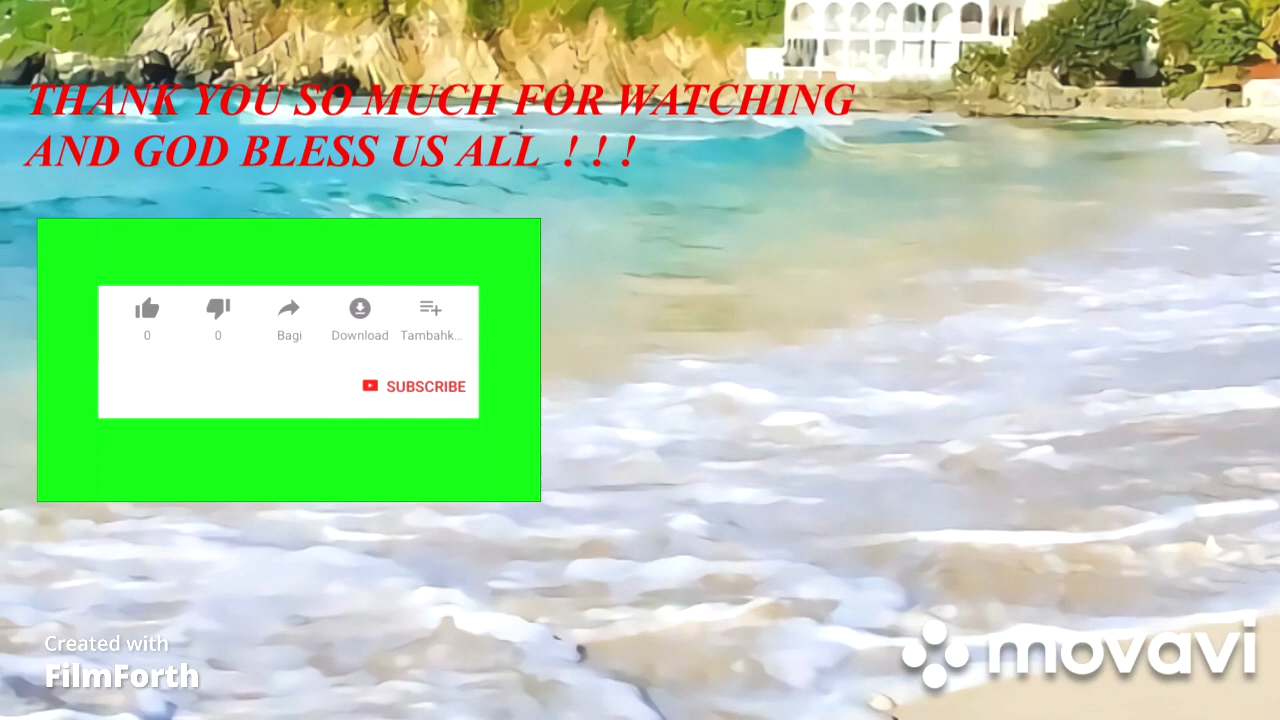 THANK YOU SO MUCH FOR WATCHING
AND GOD BLESS US ALL ! ! !
0 0 Bagi Download Tambahk...
SUBSCRIBE
Created with
FilmForth
movavi